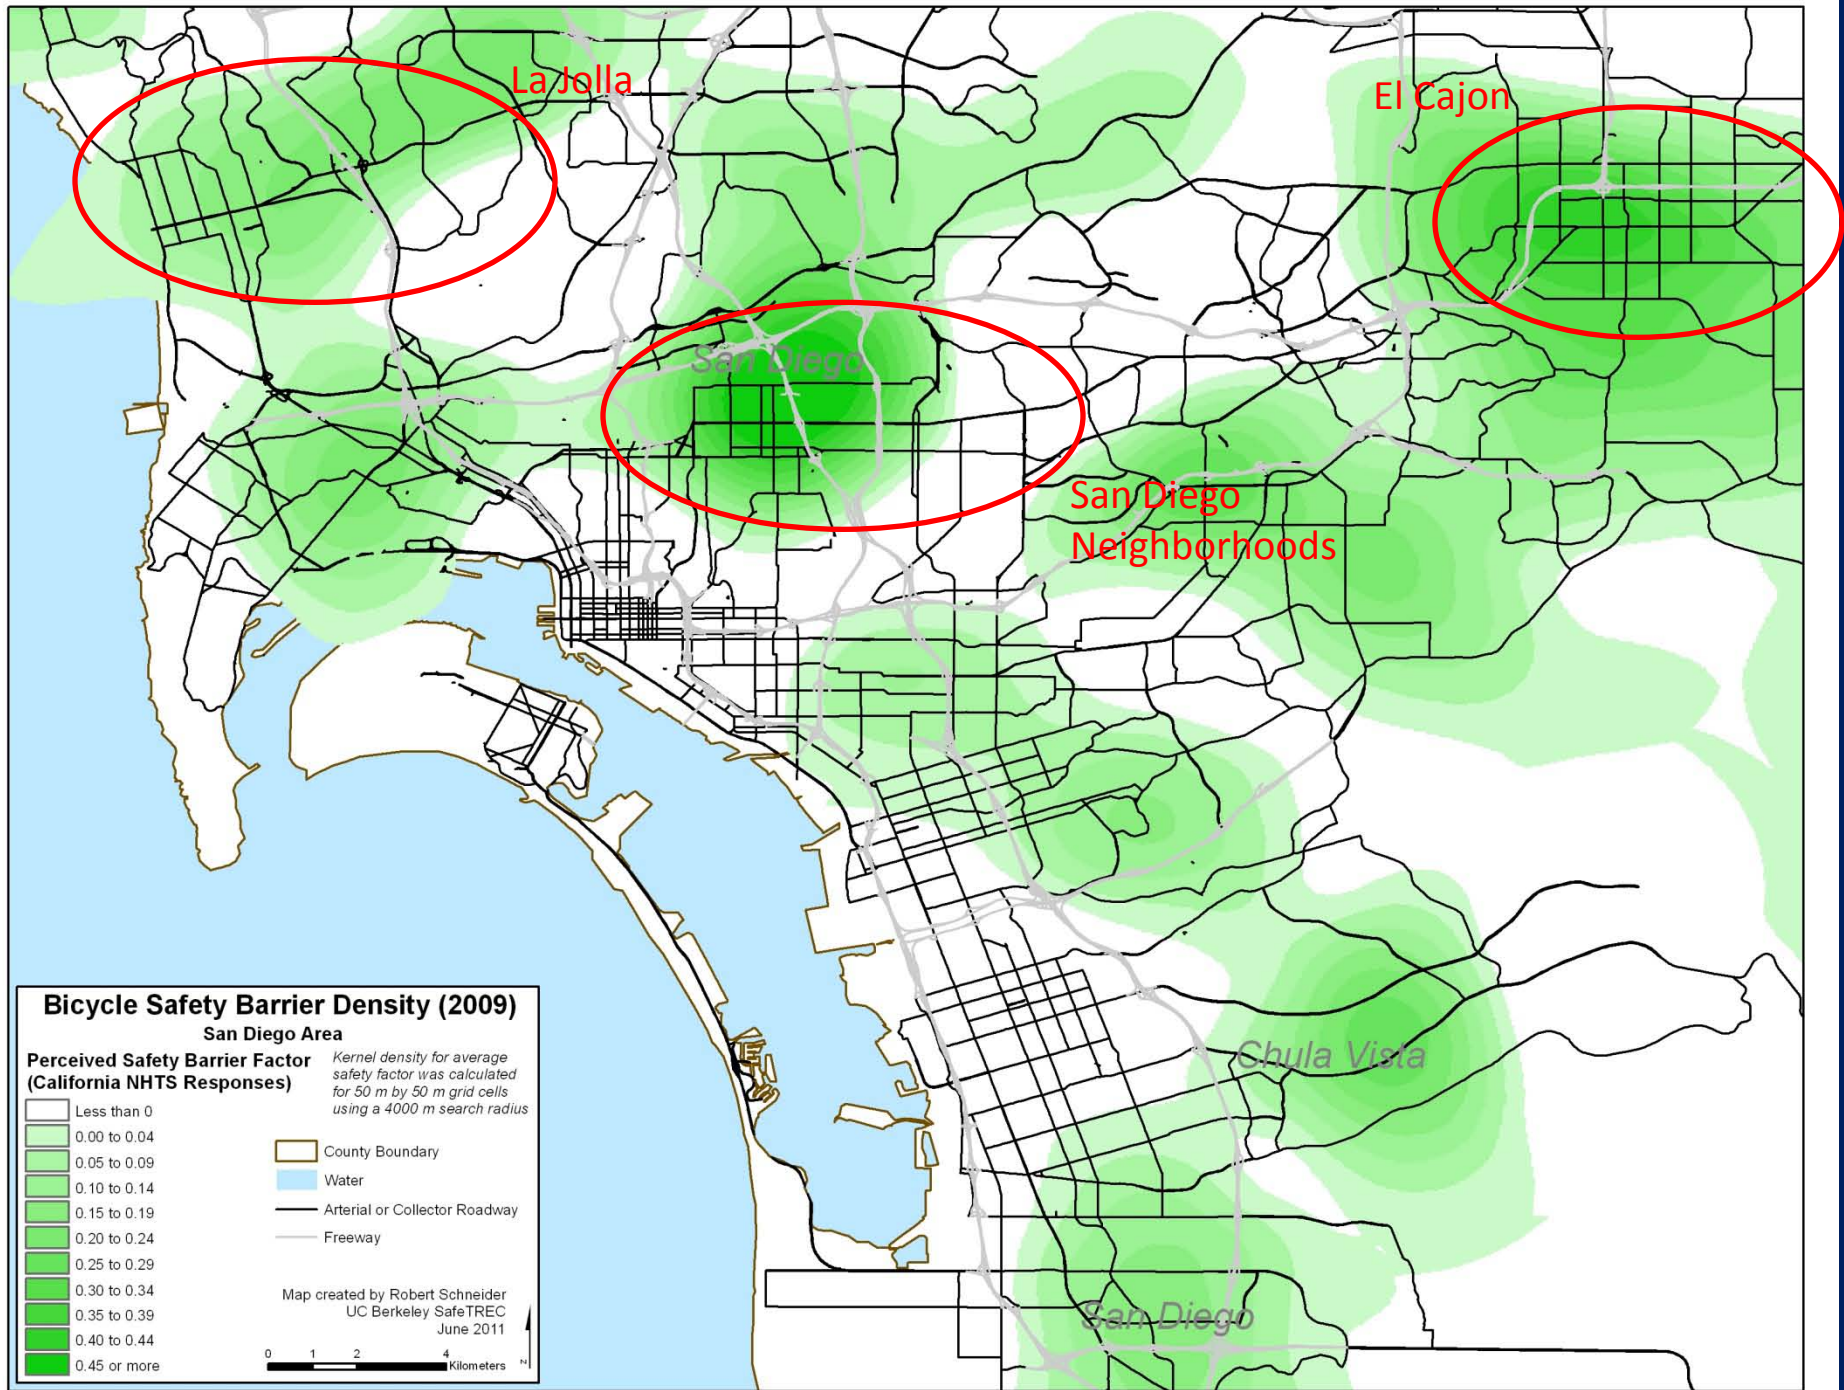 La Jolla
El Cajon
San Diego
San Diego
Neighborhoods
Chula Vista
San Diego
Bicycle Safety Barrier Density (2009)
San Diego Area
Perceived Safety Barrier Factor
(California NHTS Responses)
Less than 0
0.00 to 0.04
0.05 to 0.09
0.10 to 0.14
0.15 to 0.19
0.20 to 0.24
0.25 to 0.29
0.30 to 0.34
0.35 to 0.39
0.40 to 0.44
0.45 or more
Kernel density for average
safety factor was calculated
for 50 m by 50 m grid cells
using a 4000 m search radius
County Boundary
Water
Arterial or Collector Roadway
Freeway
Map created by Robert Schneider
UC Berkeley SafeTREC
June 2011
0 1 2 4
Kilometers
N